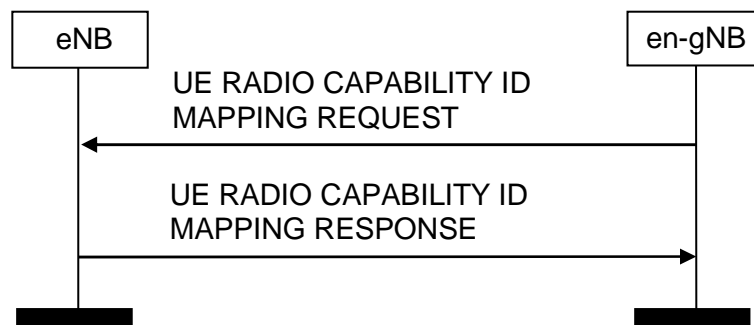 eNB
en-gNB
UE RADIO CAPABILITY ID
MAPPING REQUEST
UE RADIO CAPABILITY ID
MAPPING RESPONSE